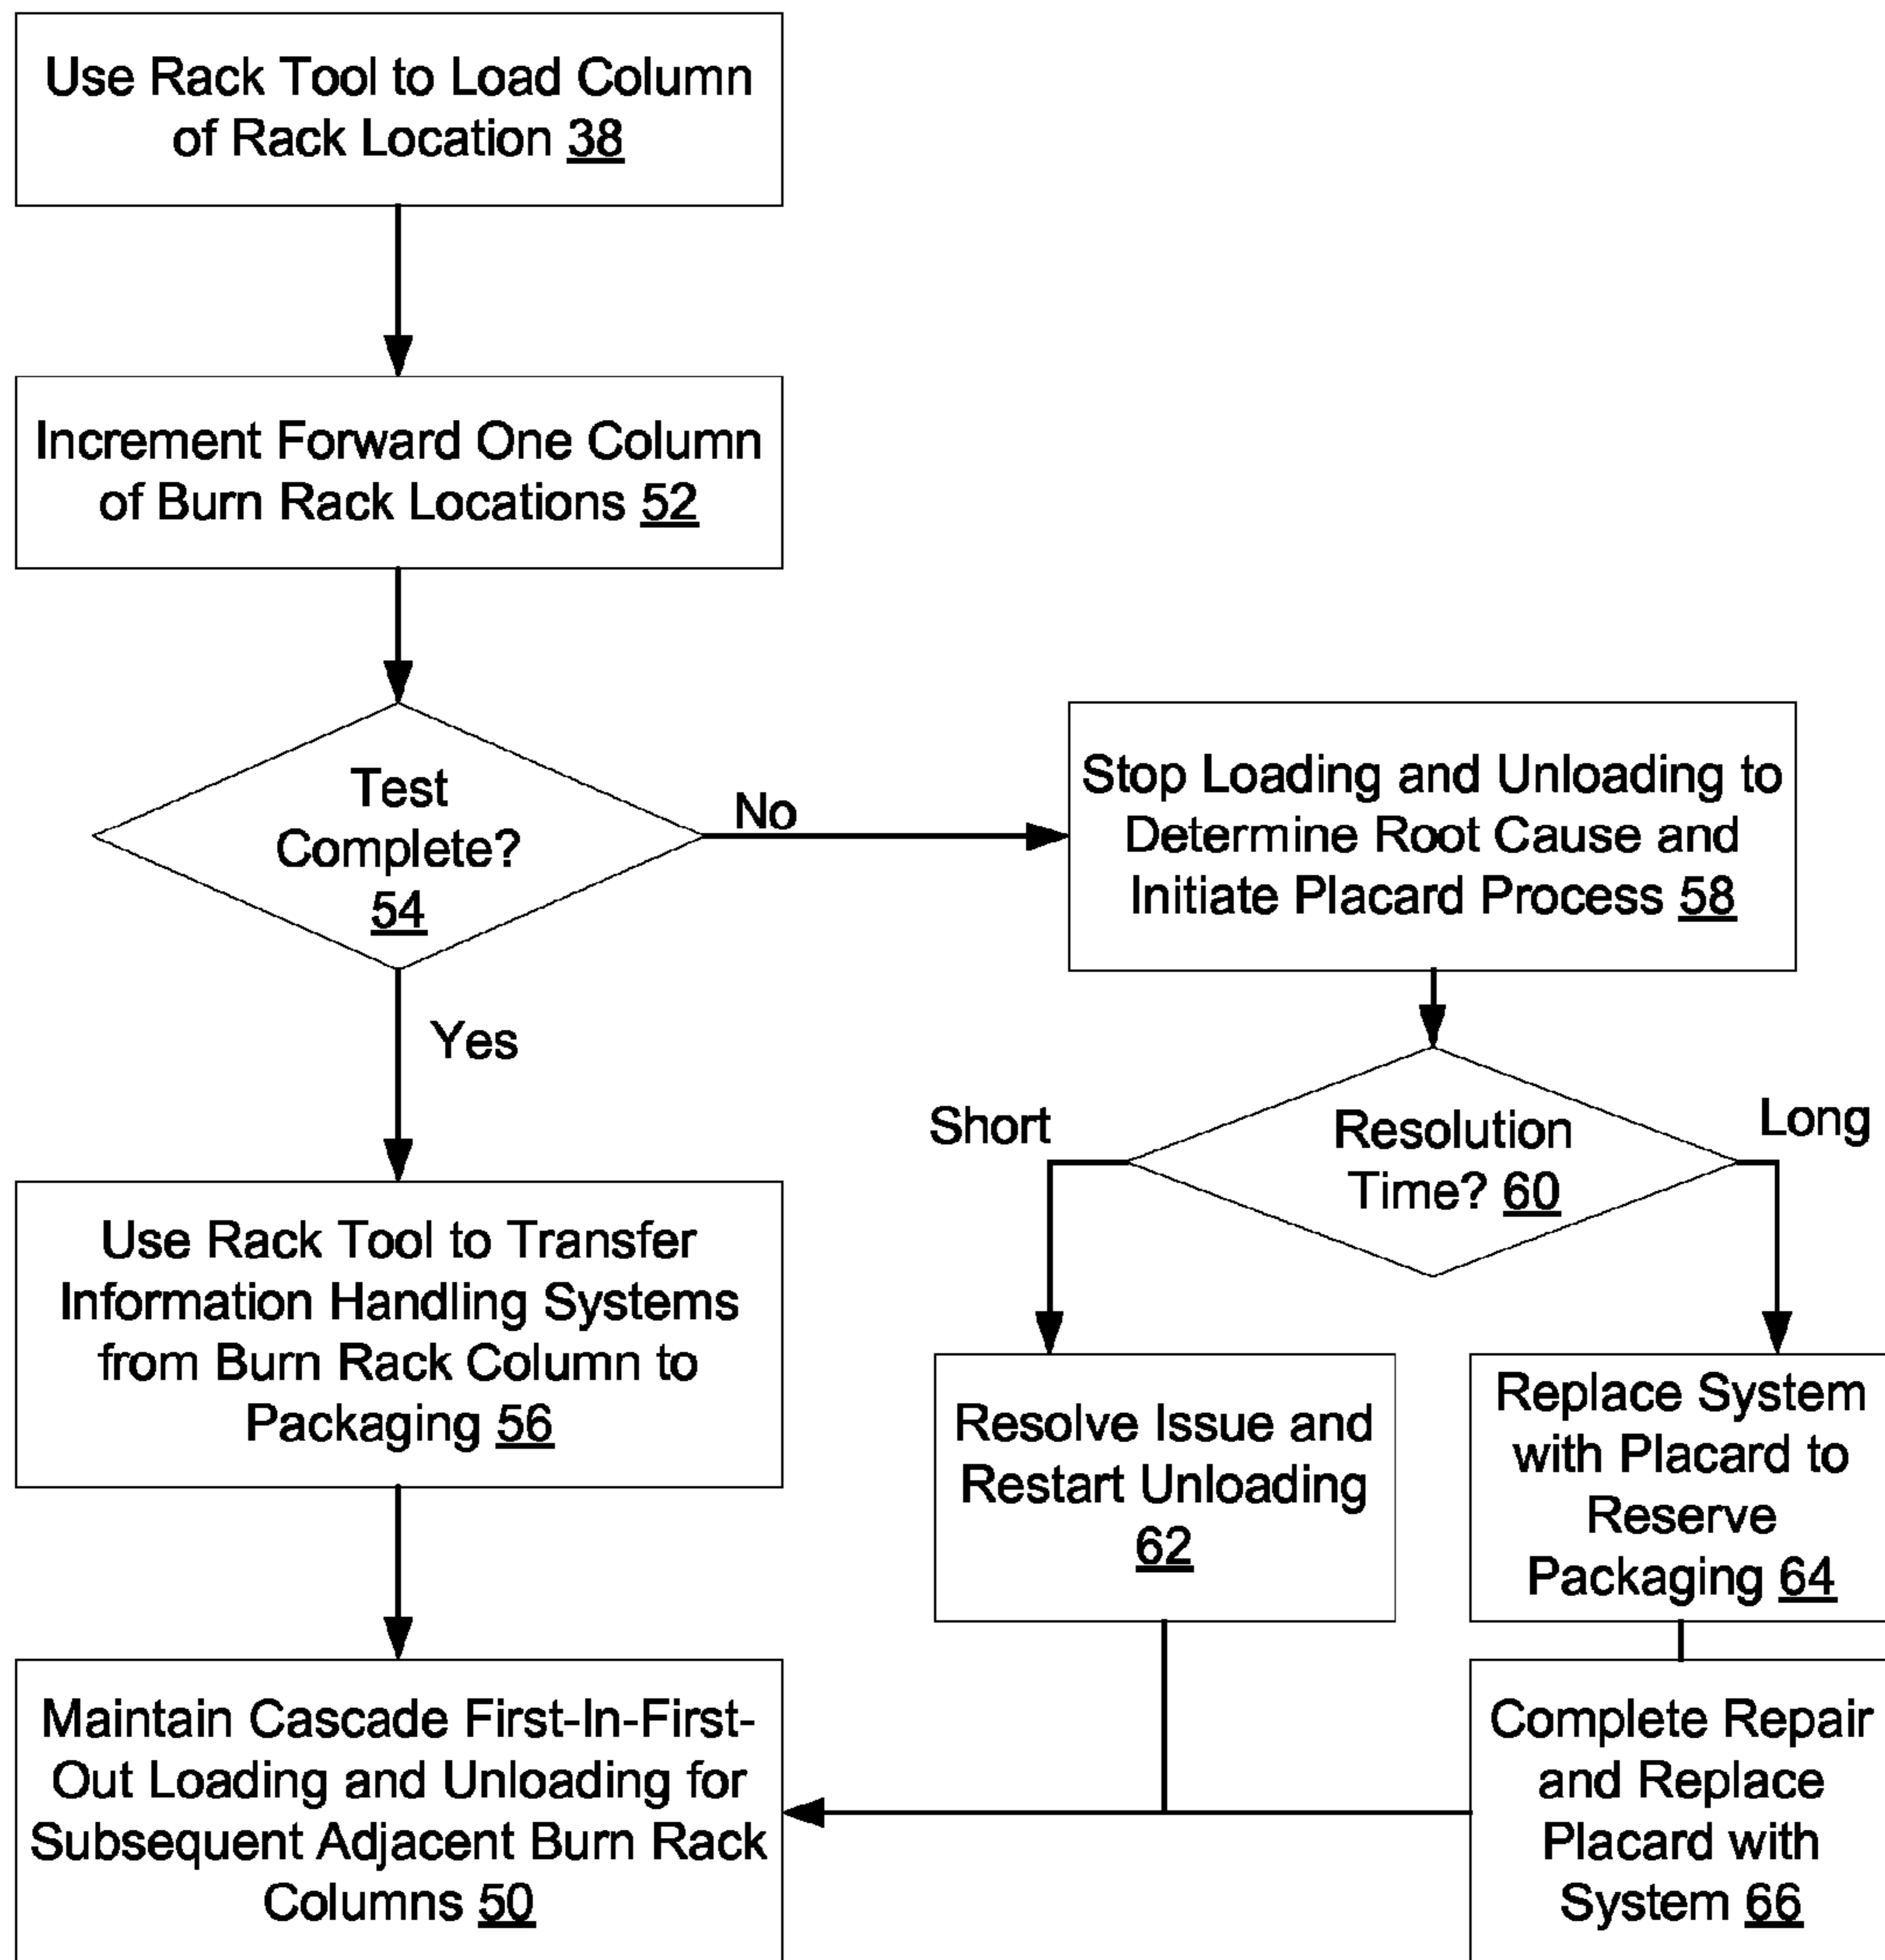 Use Rack Tool to Load Column
of Rack Location 38
Increment Forward One Column
of Burn Rack Locations 52
Test
Complete?
54
No
Yes
Stop Loading and Unloading to
Determine Root Cause and
Initiate Placard Process 58
Resolution
Time? 60
Short
Long
Use Rack Tool to Transfer
Information Handling Systems
from Burn Rack Column to
Packaging 56
Resolve Issue and
Restart Unloading
62
Replace System
with Placard to
Reserve
Packaging 64
Maintain Cascade First-In-First-
Out Loading and Unloading for
Subsequent Adjacent Burn Rack
Columns 50
Complete Repair
and Replace
Placard with
System 66